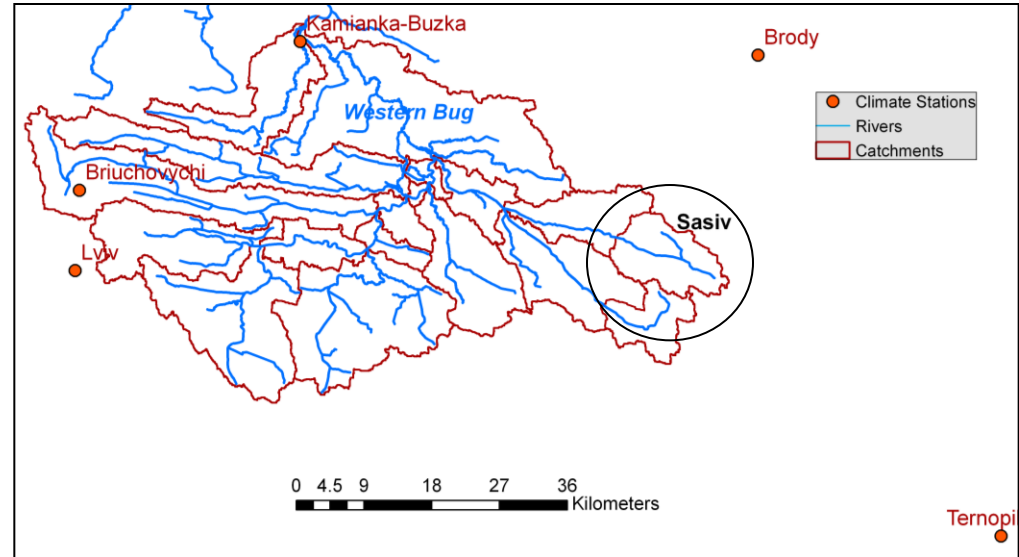 Kamianka-Buzka
Brody
Western Bug
Climate Stations
Rivers
Catchments
Briuchovychi
Sasiv
Lviv
0 4.5 9 18 27 36
Kilometers
Ternopil